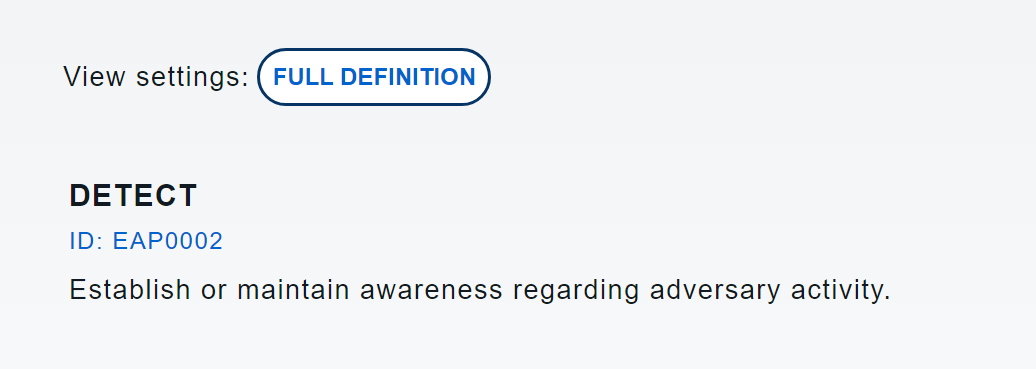 View settings: FULL DEFINITION
DETECT
ID: EAP0002
Establish or maintain awareness regarding adversary activity.